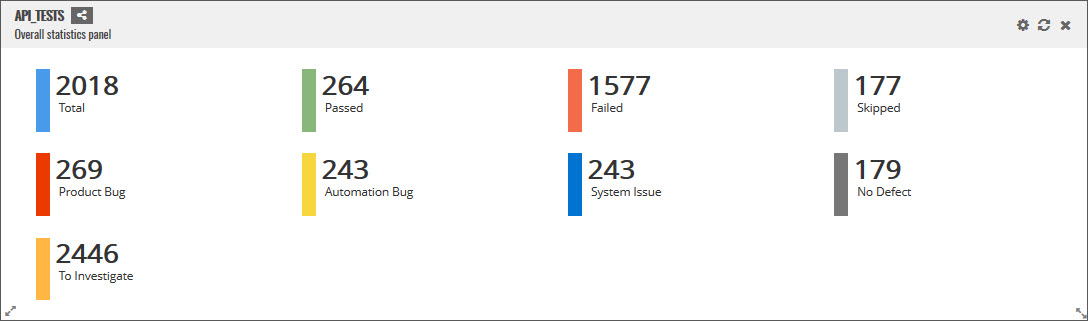 API_TESTS
Overall statistics panel
2018
Total
264
Passed
1577
Failed
177
Skipped
269
Product Bug
243
Automation Bug
243
System Issue
179
No Defect
2446
To Investigate